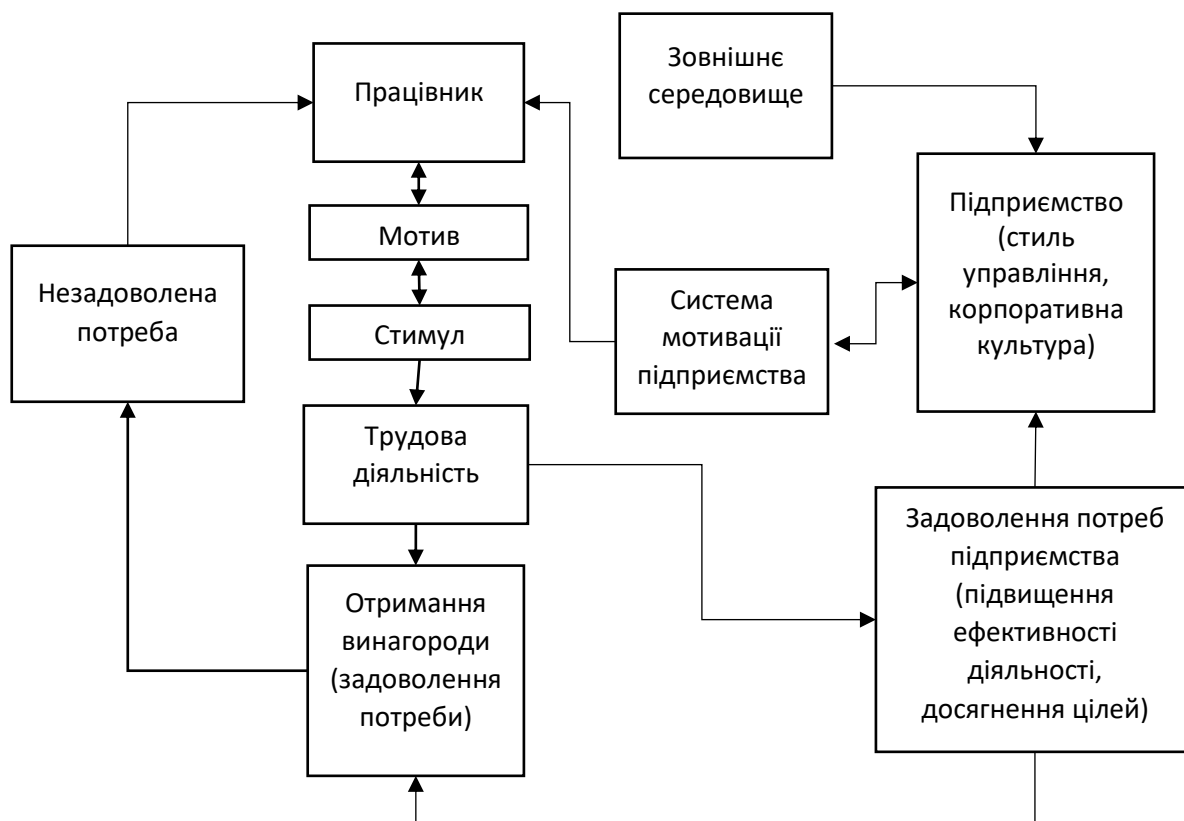 Працівник
Зовнішнє
середовище
Підприємство
(стиль
управління,
корпоративна
культура)
Мотив
Незадоволена
потреба
Система
мотивації
підприємства
Стимул
Трудова
діяльність
Задоволення потреб
підприємства
(підвищення
ефективності
діяльності,
досягнення цілей)
Отримання
винагороди
(задоволення
потреби)